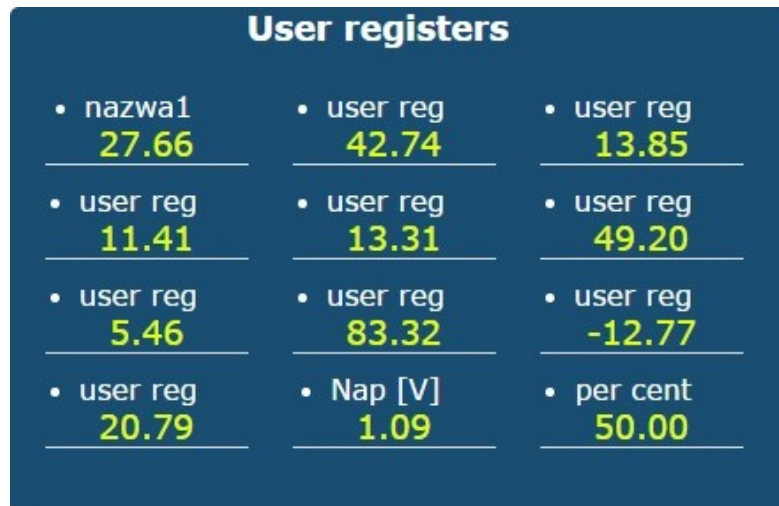 User registers
• nazwa1 • user reg • user reg
27.66 42.74 13.85
• user reg • user reg • user reg
11.41 13.31 49.20
• user reg • user reg • user reg
5.46 83.32 -12.77
• user reg • Nap [V] • per cent
20.79 1.09 50.00